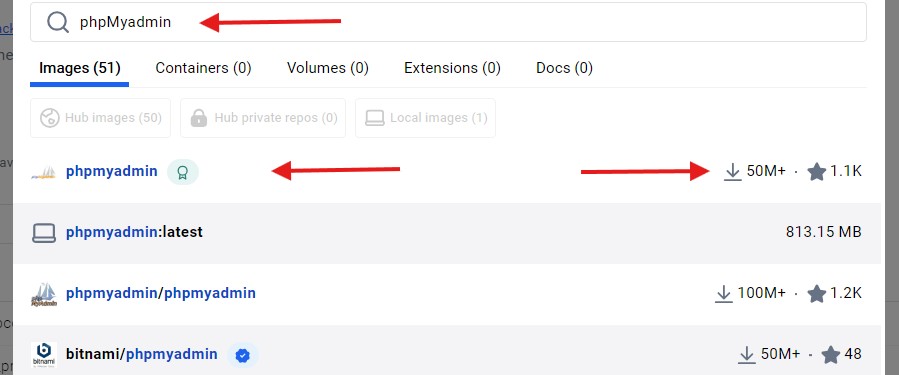 phpMyadmin
Images (51) Containers (0) Volumes (0) Extensions (0) Docs (0)
Hub images (50) Hub private repos (0) Local images (1)
phpmyadmin 50M+ · 1.1K
phpmyadmin:latest 813.15 MB
phpmyadmin/phpmyadmin 100M+ · 1.2K
bitnami/phpmyadmin 50M+ · 48